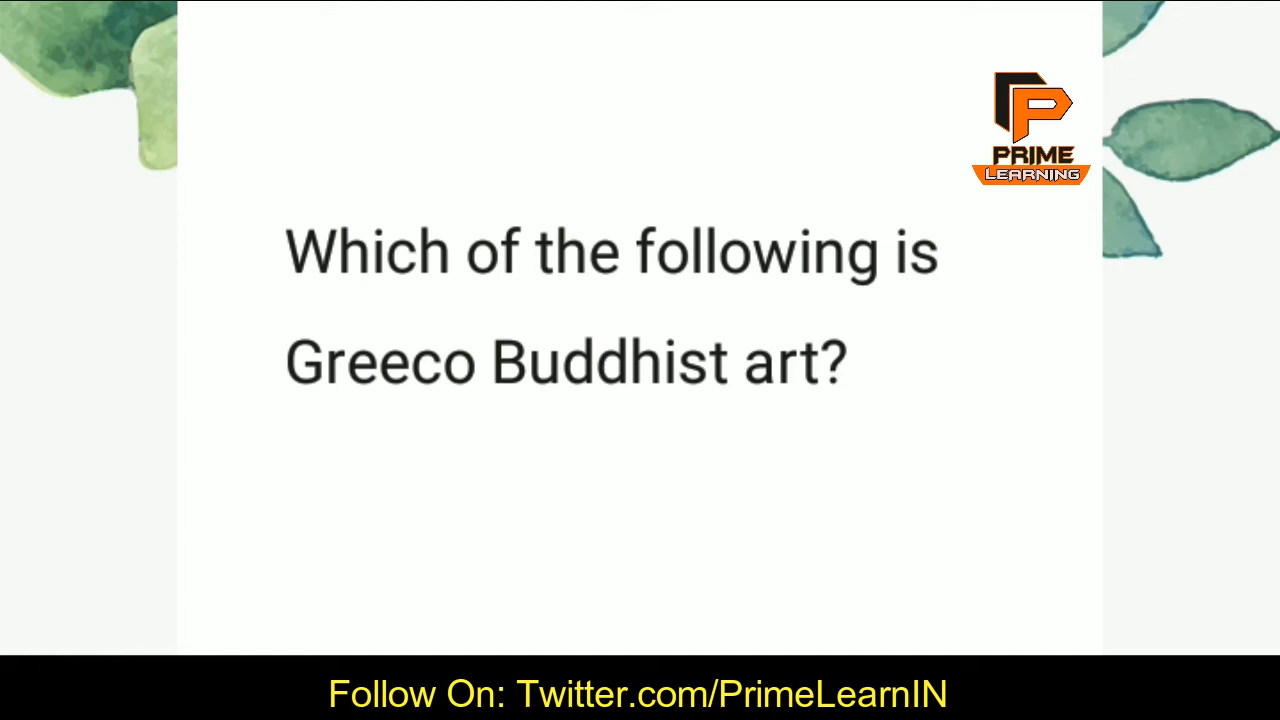 PRIME
LEARNING
Which of the following is
Greeco Buddhist art?
Follow On: Twitter.com/PrimeLearnIN